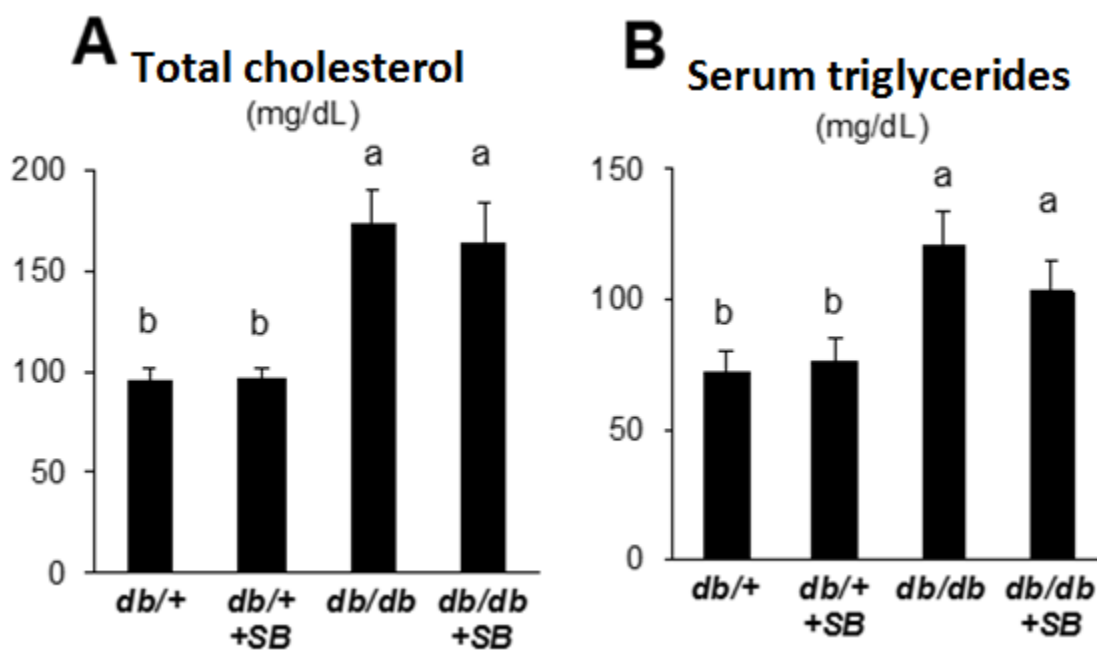 A Total cholesterol
(mg/dL)
200
150
100
50
0
b
b
a
a
db/+
db/+
+SB
db/db
db/db
+SB
B Serum triglycerides
(mg/dL)
150
100
50
0
b
b
a
a
db/+
db/+
+SB
db/db
db/db
+SB